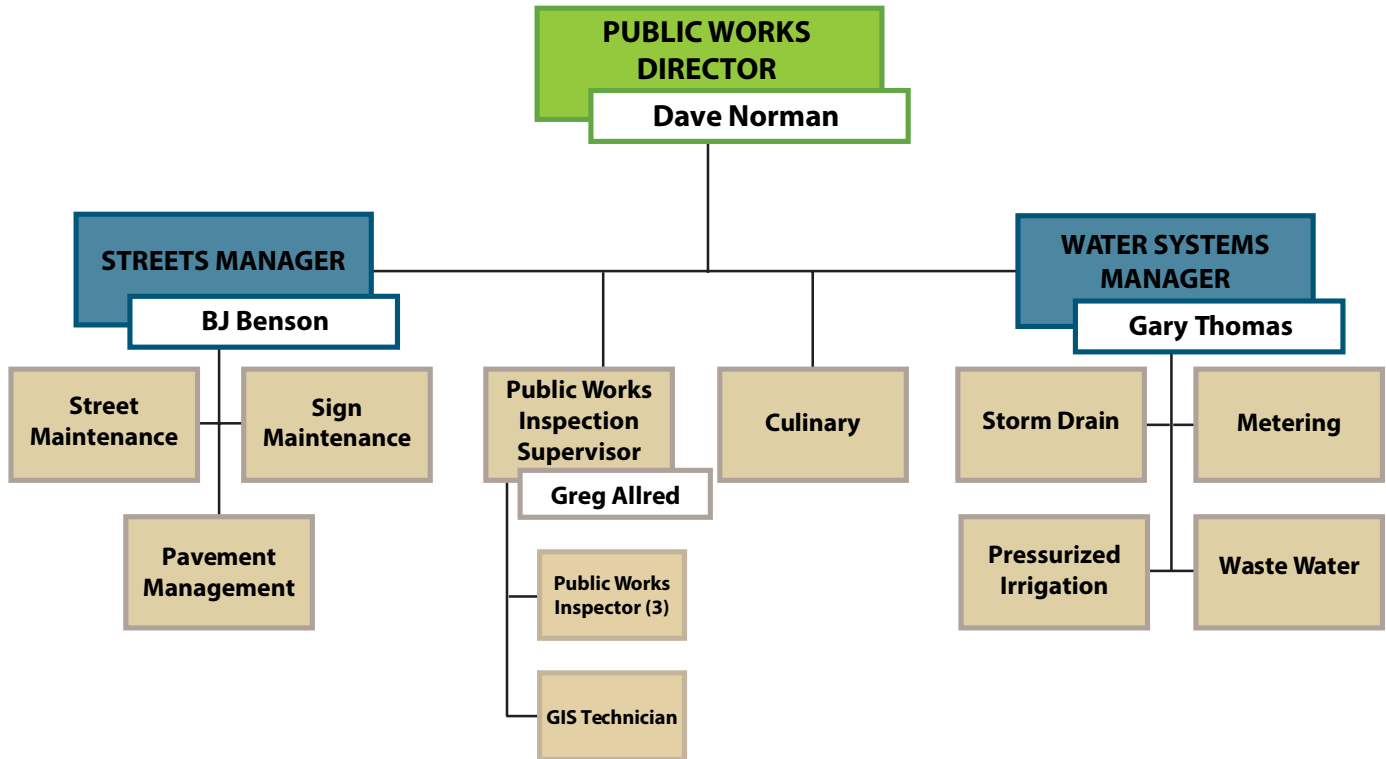 PUBLIC WORKS
DIRECTOR
Dave Norman
STREETS MANAGER
BJ Benson
WATER SYSTEMS
MANAGER
Gary Thomas
Street
Maintenance
Sign
Maintenance
Pavement
Management
Public Works
Inspection
Supervisor
Greg Allred
Public Works
Inspector (3)
GIS Technician
Culinary
Storm Drain
Metering
Pressurized
Irrigation
Waste Water